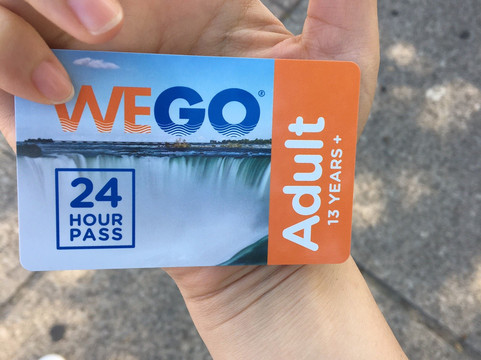 WEGO®
24
HOUR
PASS
Adult
13 YEARS +